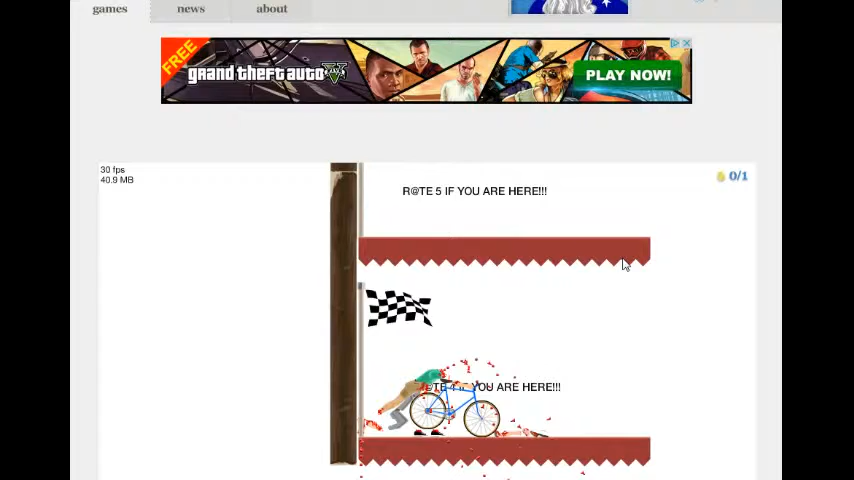 games news about
FREE
grand theft auto V
PLAY NOW!
30 fps
40.9 MB
0/1
R@TE 5 IF YOU ARE HERE!!!
YOU ARE HERE!!!